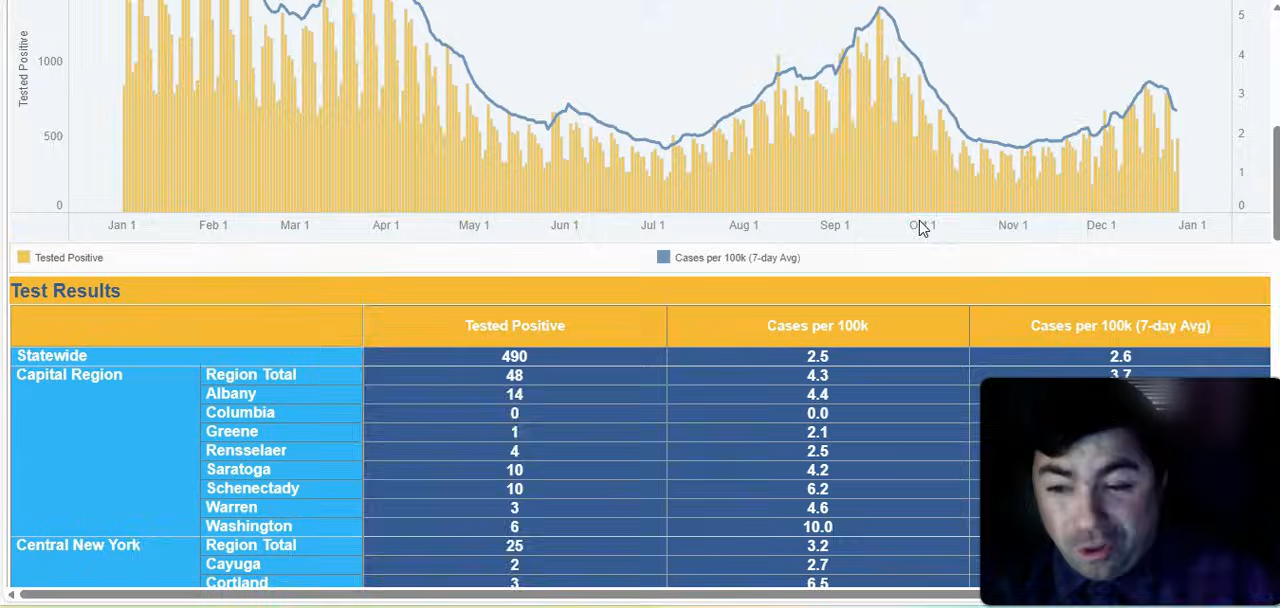 5
4
3
2
1
0
Tested Positive
1000
500
0
Jan 1 Feb 1 Mar 1 Apr 1 May 1 Jun 1 Jul 1 Aug 1 Sep 1 Nov 1 Dec 1 Jan 1
Tested Positive Cases per 100k (7-day Avg)
Test Results
Tested Positive Cases per 100k Cases per 100k (7-day Avg)
Statewide 490 2.5 2.6
Capital Region Region Total 48 4.3 3.7
Albany 14 4.4
Columbia 0 0.0
Greene 1 2.1
Rensselaer 4 2.5
Saratoga 10 4.2
Schenectady 10 6.2
Warren 3 4.6
Washington 6 10.0
Central New York Region Total 25 3.2
Cayuga 2 2.7
Cortland 3 6.5